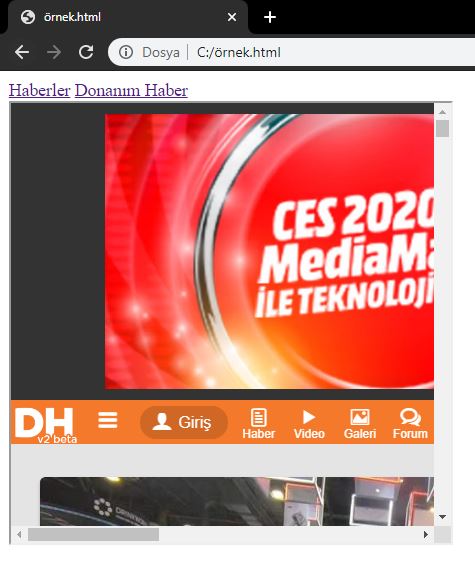 örnek.html
Dosya C:/örnek.html
Haberler Donanım Haber
CES 2020
MediaMa
İLE TEKNOLOJİ
DH
v2 beta
Giriş
Haber Video Galeri Forum